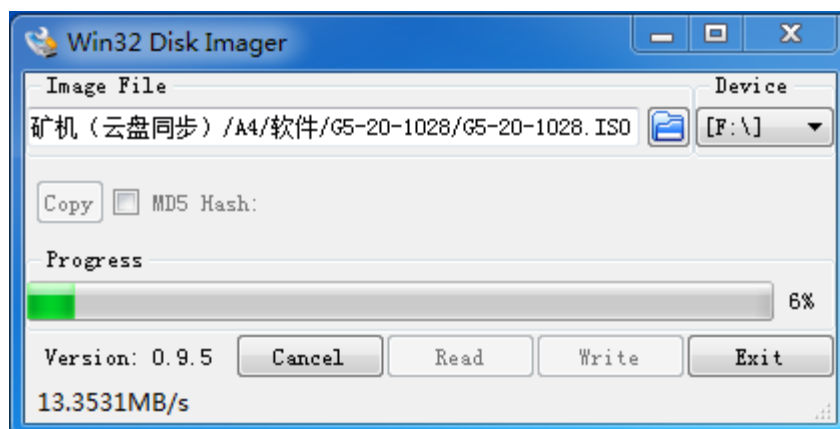 Win32 Disk Imager
Image File
Device
矿机（云盘同步）/A4/软件/G5-20-1028/G5-20-1028.ISO
[F:\]
Copy
MD5 Hash:
Progress
6%
Version: 0.9.5
Cancel
Read
Write
Exit
13.3531MB/s